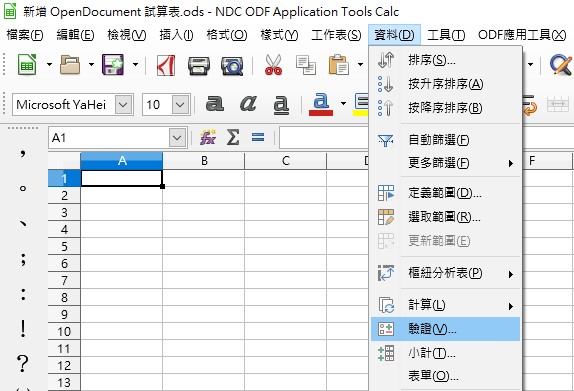 新增 OpenDocument 試算表.ods - NDC ODF Application Tools Calc
檔案(F) 編輯(E) 檢視(V) 插入(I) 格式(O) 樣式(Y) 工作表(S) 資料(D) 工具(T) ODF應用工具(X)
Microsoft YaHei 10 a a a a
A1 fx Σ =
A B C D F
1
2
3
4
5
6
7
8
9
10
11
12
13
，
。
、
；
：
！
？
排序(S)...
按升序排序(A)
按降序排序(B)
自動篩選(F)
更多篩選(F)
定義範圍(D)...
選取範圍(R)...
更新範圍(E)
樞紐分析表(P)
計算(L)
驗證(V)...
小計(T)...
表單(O)...